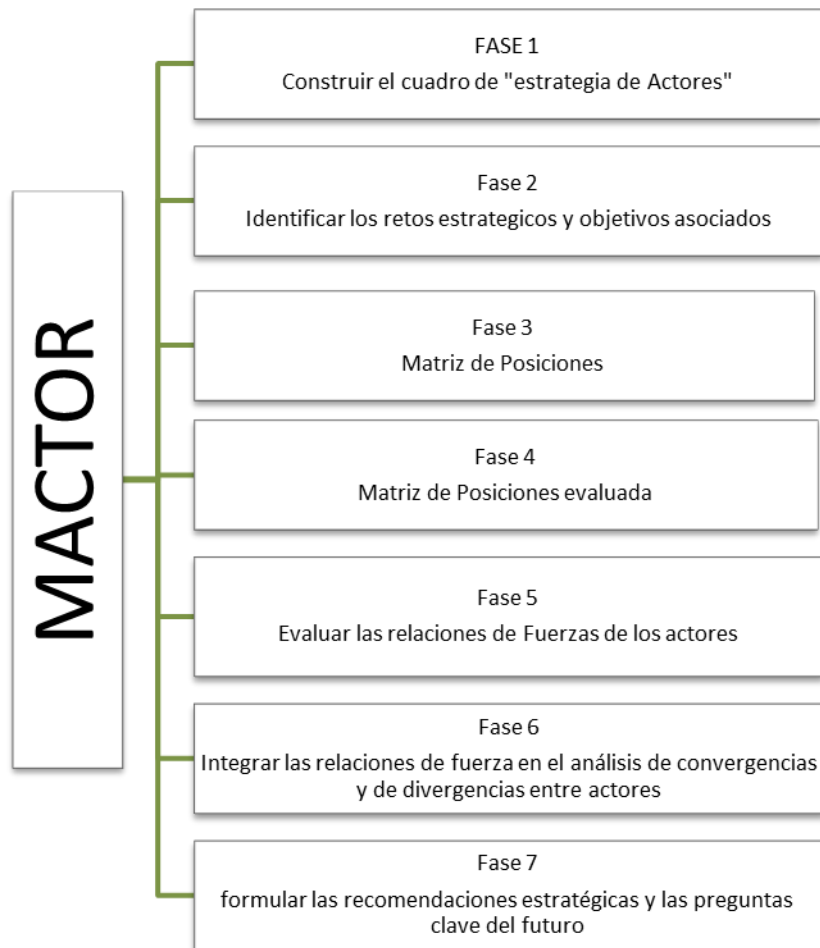 MACTOR
FASE 1
Construir el cuadro de "estrategia de Actores"
Fase 2
Identificar los retos estrategicos y objetivos asociados
Fase 3
Matriz de Posiciones
Fase 4
Matriz de Posiciones evaluada
Fase 5
Evaluar las relaciones de Fuerzas de los actores
Fase 6
Integrar las relaciones de fuerza en el análisis de convergencias
y de divergencias entre actores
Fase 7
formular las recomendaciones estratégicas y las preguntas
clave del futuro